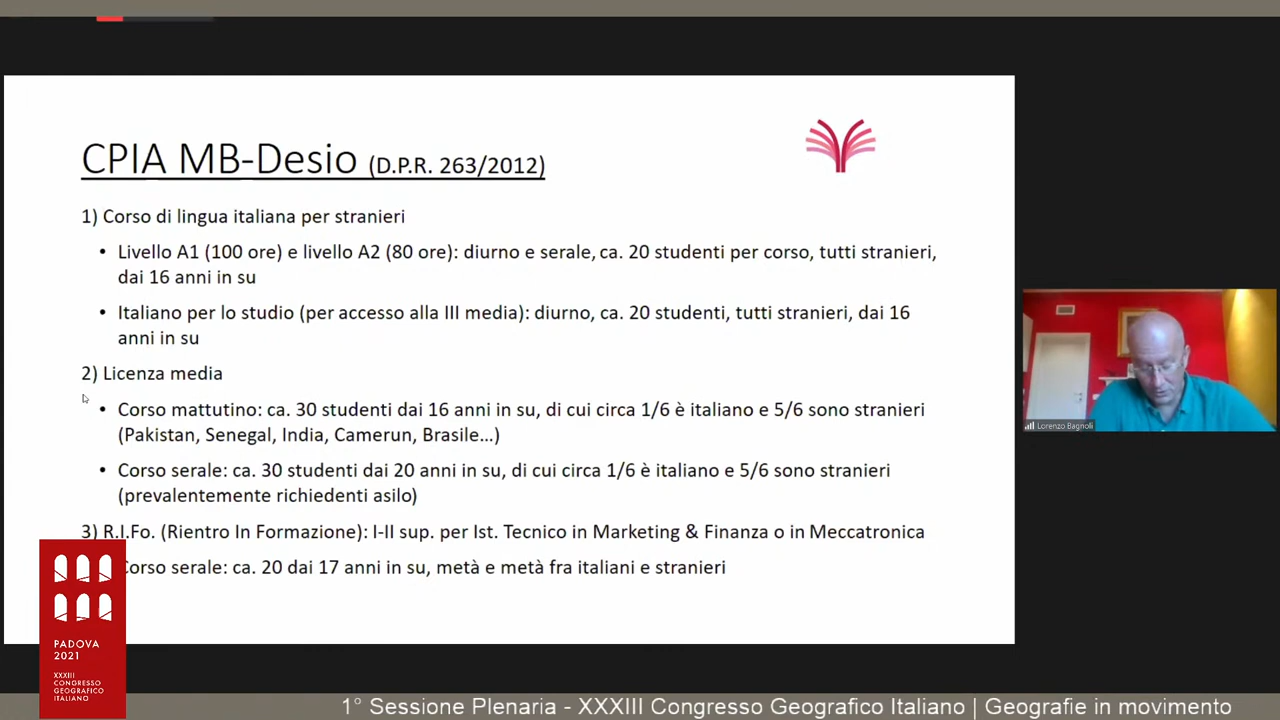 CPIA MB-Desio (D.P.R. 263/2012)
1) Corso di lingua italiana per stranieri
• Livello A1 (100 ore) e livello A2 (80 ore): diurno e serale, ca. 20 studenti per corso, tutti stranieri,
dai 16 anni in su
• Italiano per lo studio (per accesso alla III media): diurno, ca. 20 studenti, tutti stranieri, dai 16
anni in su
2) Licenza media
• Corso mattutino: ca. 30 studenti dai 16 anni in su, di cui circa 1/6 è italiano e 5/6 sono stranieri
(Pakistan, Senegal, India, Camerun, Brasile...)
• Corso serale: ca. 30 studenti dai 20 anni in su, di cui circa 1/6 è italiano e 5/6 sono stranieri
(prevalentemente richiedenti asilo)
3) R.I.Fo. (Rientro In Formazione): I-II sup. per Ist. Tecnico in Marketing & Finanza o in Meccatronica
Corso serale: ca. 20 dai 17 anni in su, metà e metà fra italiani e stranieri
Lorenzo Bagnoli
PADOVA
2021
XXXIII
CONGRESSO
GEOGRAFICO
ITALIANO
1° Sessione Plenaria - XXXIII Congresso Geografico Italiano | Geografie in movimento